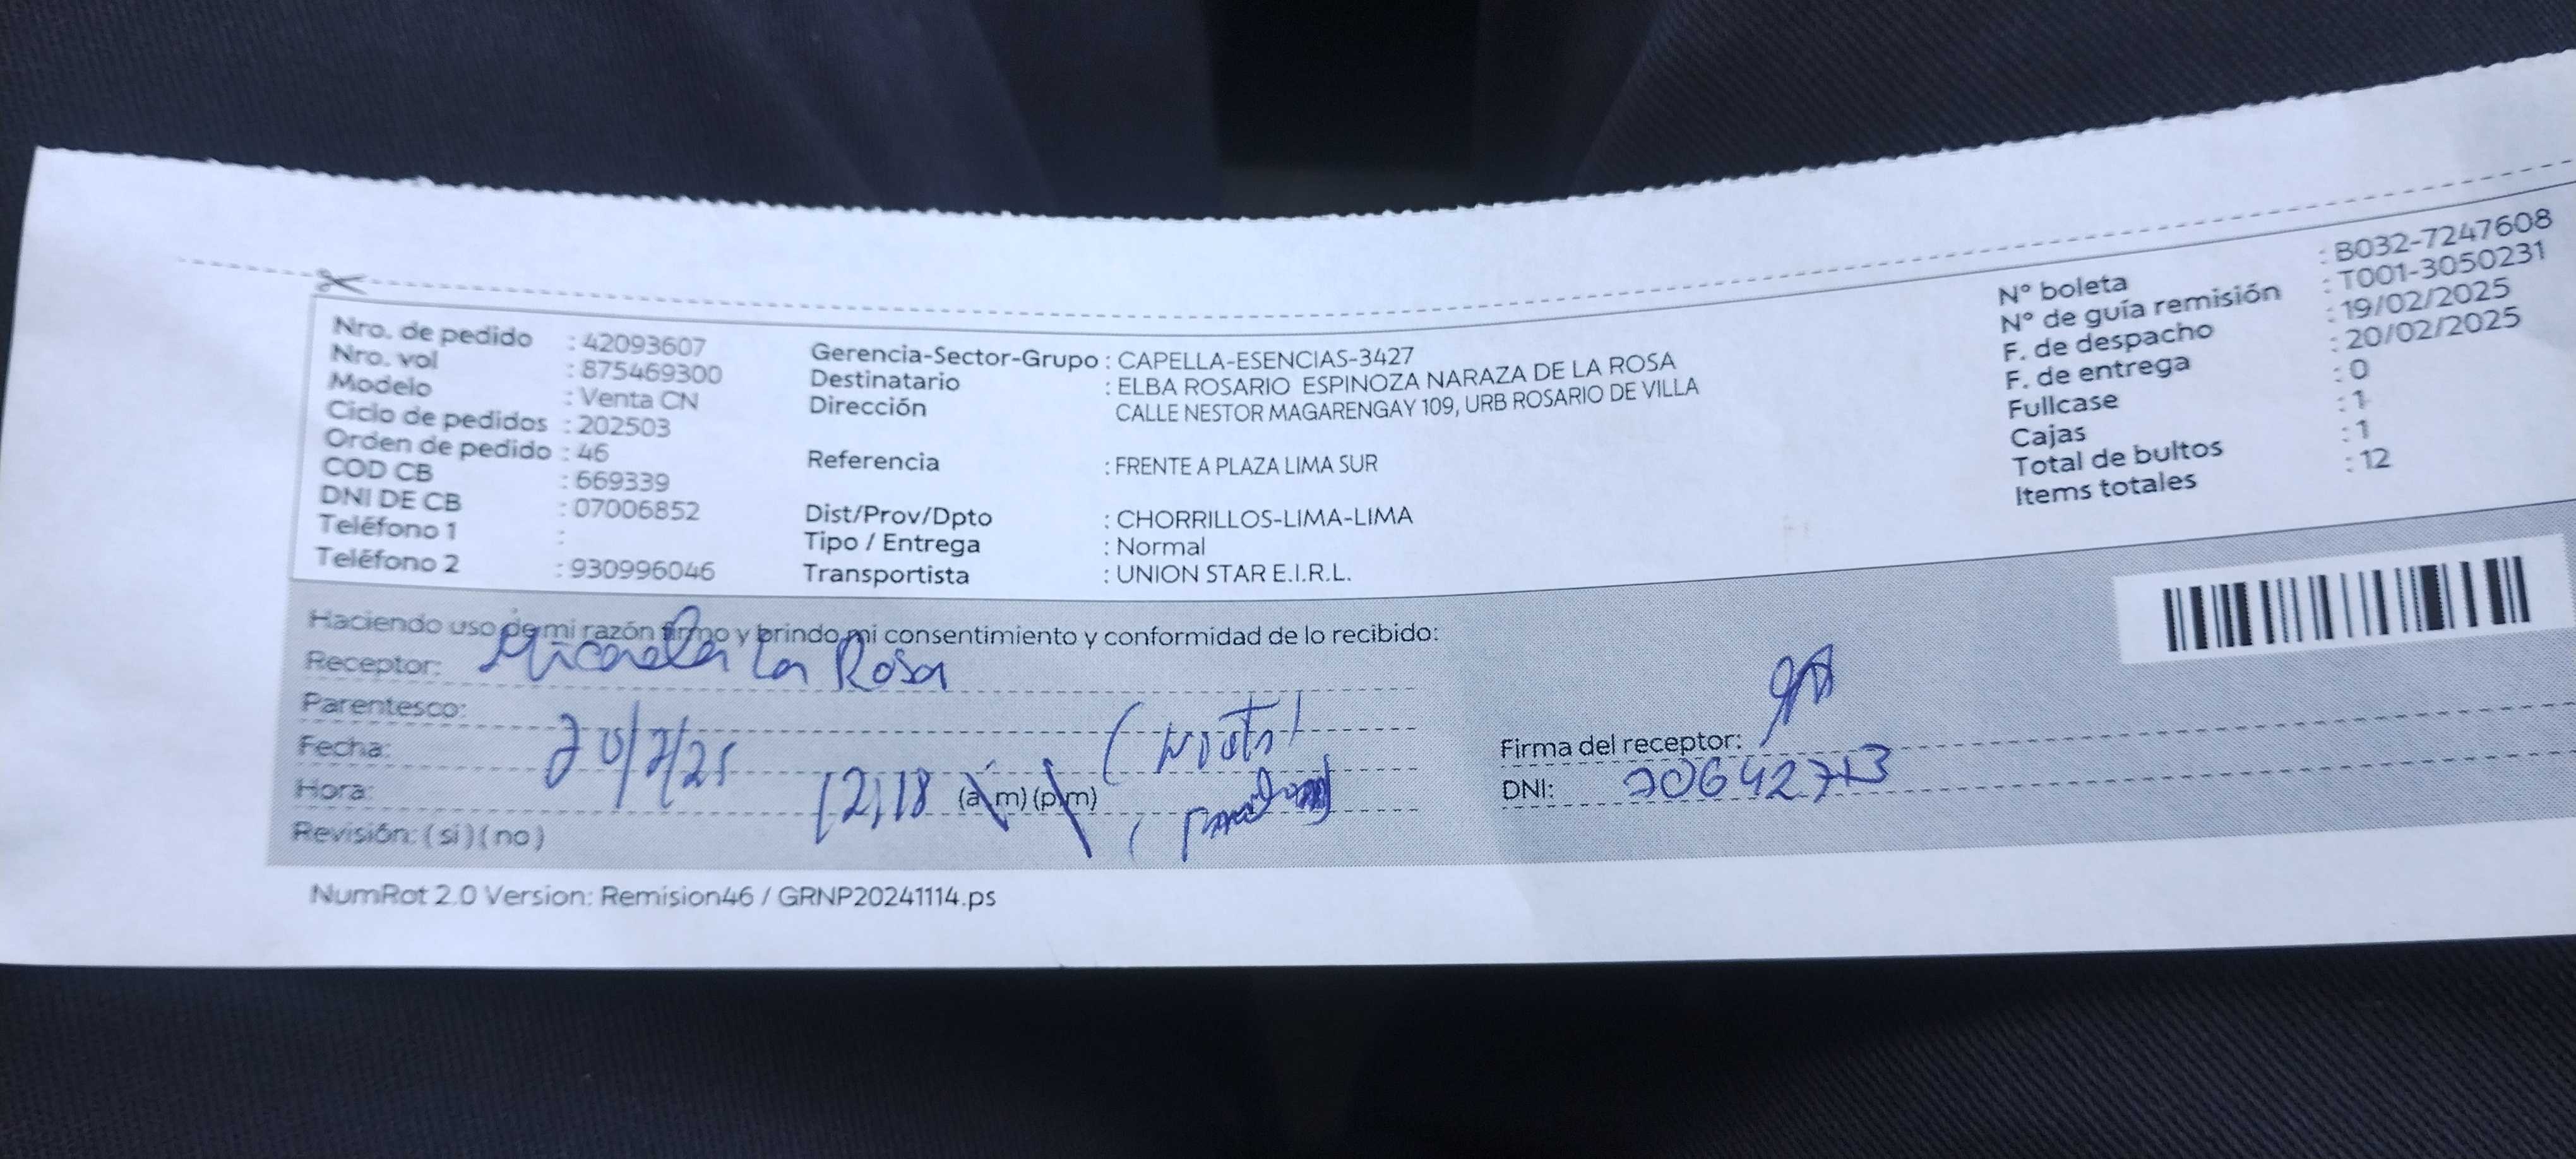 Nro. de pedido : 42093607
Nro. vol : 875469300
Modelo : Venta CN
Ciclo de pedidos : 202503
Orden de pedido : 46
COD CB : 669339
DNI DE CB : 07006852
Teléfono 1 :
Teléfono 2 : 930996046
Gerencia-Sector-Grupo : CAPELLA-ESENCIAS-3427
Destinatario : ELBA ROSARIO ESPINOZA NARAZA DE LA ROSA
Dirección CALLE NESTOR MAGARENGAY 109, URB ROSARIO DE VILLA
Referencia : FRENTE A PLAZA LIMA SUR
Dist/Prov/Dpto : CHORRILLOS-LIMA-LIMA
Tipo / Entrega : Normal
Transportista : UNION STAR E.I.R.L.
N° boleta : B032-7247608
N° de guía remisión : T001-3050231
F. de despacho : 19/02/2025
F. de entrega : 20/02/2025
Fullcase : 0
Cajas : 1
Total de bultos : 1
Items totales : 12
Haciendo uso de mi razón firmo y brindo mi consentimiento y conformidad de lo recibido:
Receptor: Micaela La Rosa
Parentesco:
Fecha: 20/2/25
Hora: 12,18 (a.m) (p.m)
Revisión: (si) (no)
Firma del receptor:
DNI:
NumRot 2.0 Version: Remision46 / GRNP20241114.ps